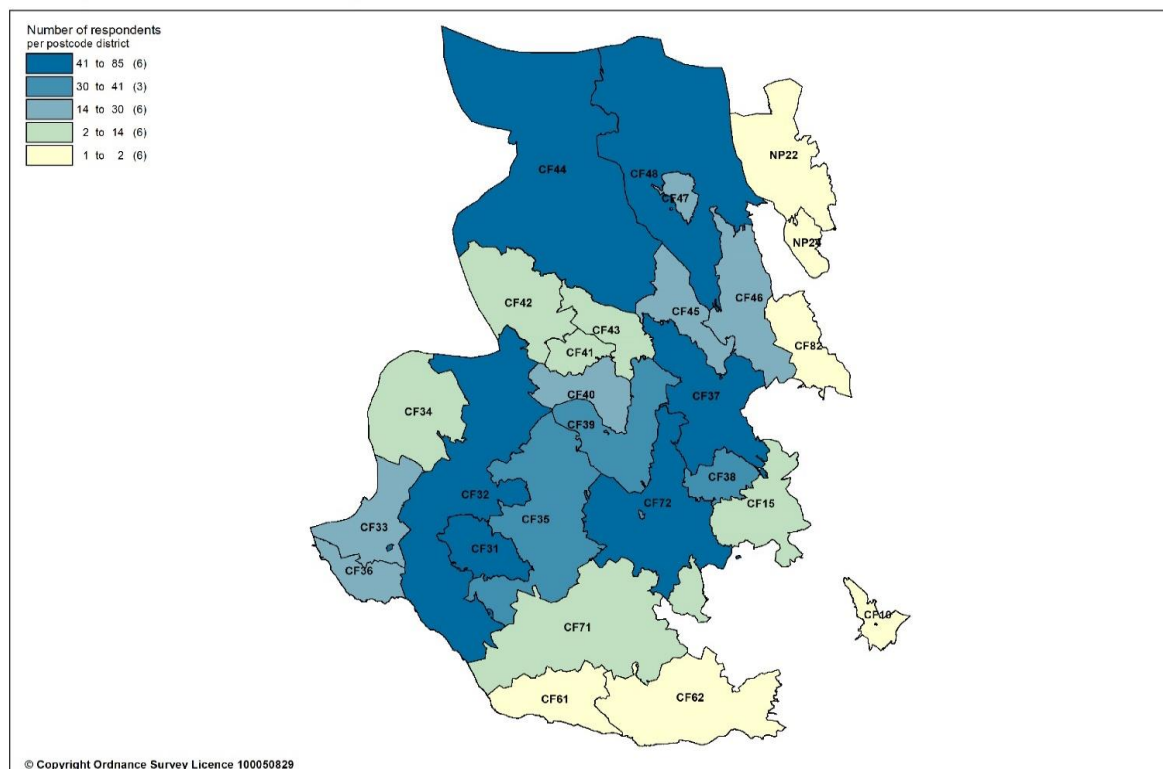 Number of respondents
per postcode district
41 to 85 (6)
30 to 41 (3)
14 to 30 (6)
2 to 14 (6)
1 to 2 (6)
CF44
CF48
CF47
NP22
NP24
CF42
CF43
CF45
CF46
CF41
CF82
CF40
CF37
CF34
CF39
CF38
CF32
CF72
CF15
CF35
CF33
CF31
CF36
CF10
CF71
CF61
CF62
© Copyright Ordnance Survey Licence 100050829